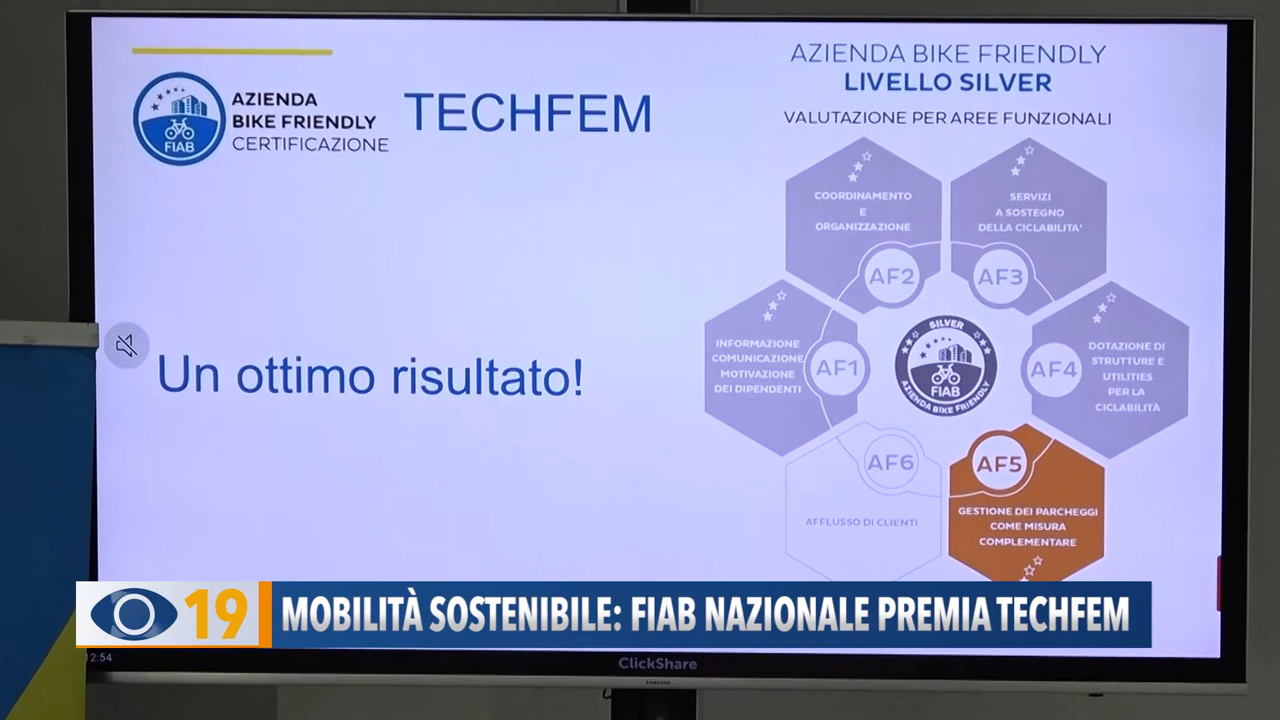 AZIENDA
BIKE FRIENDLY
CERTIFICAZIONE
FIAB
TECHFEM
Un ottimo risultato!
AZIENDA BIKE FRIENDLY
LIVELLO SILVER
VALUTAZIONE PER AREE FUNZIONALI
COORDINAMENTO
E
ORGANIZZAZIONE
AF2
SERVIZI
A SOSTEGNO
DELLA CICLABILITA'
AF3
INFORMAZIONE
COMUNICAZIONE
MOTIVAZIONE
DEI DIPENDENTI
AF1
SILVER
FIAB
AZIENDA BIKE FRIENDLY
DOTAZIONE DI
STRUTTURE E
UTILITIES
PER LA
CICLABILITÀ
AF4
AF6
AFFLUSSO DI CLIENTI
AF5
GESTIONE DEI PARCHEGGI
COME MISURA
COMPLEMENTARE
19
MOBILITÀ SOSTENIBILE: FIAB NAZIONALE PREMIA TECHFEM
12:54
ClickShare
SAMSUNG